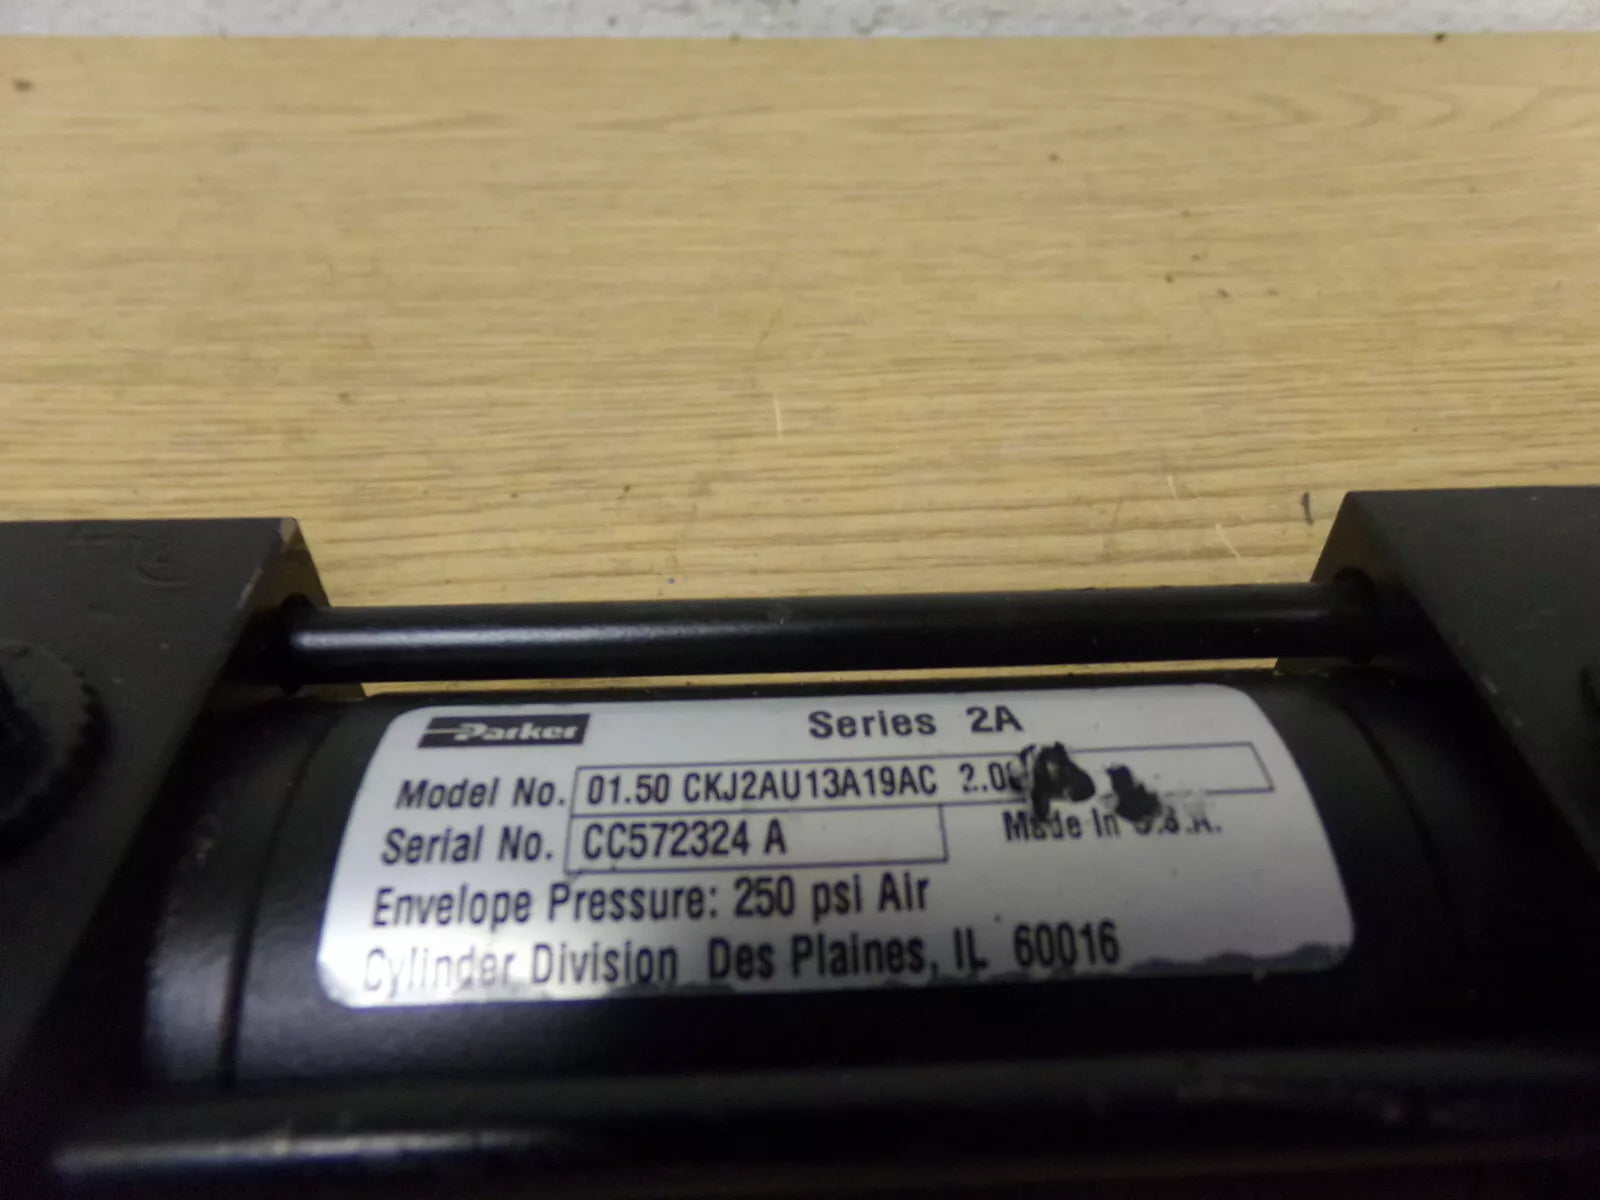 Parker Series 2A
Model No. 01.50 CKJ2AU13A19AC
Serial No. CC572324 A Made In U.S.A.
Envelope Pressure: 250 psi Air
Cylinder Division Des Plaines, IL 60016